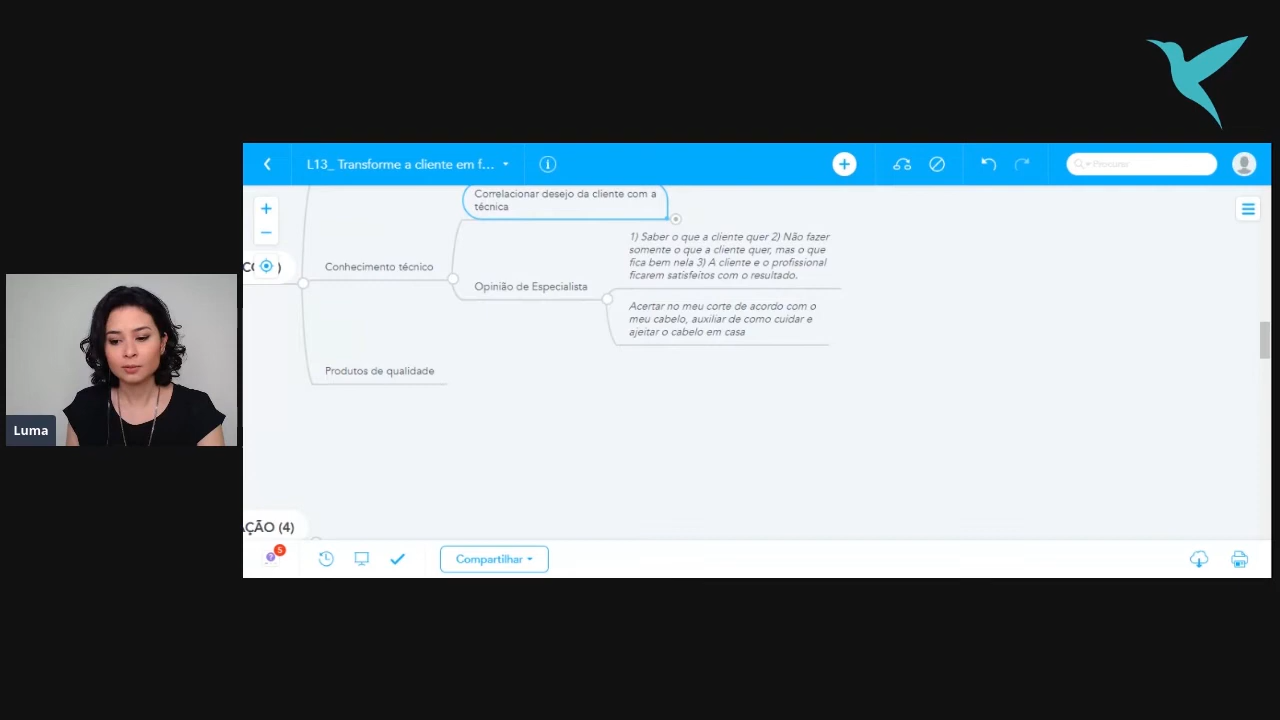 L13_ Transforme a cliente em f...
Procurar
Correlacionar desejo da cliente com a
técnica
1) Saber o que a cliente quer 2) Não fazer
somente o que a cliente quer, mas o que
fica bem nela 3) A cliente e o profissional
ficarem satisfeitos com o resultado.
Conhecimento técnico
Opinião de Especialista
Acertar no meu corte de acordo com o
meu cabelo, auxiliar de como cuidar e
ajeitar o cabelo em casa
Produtos de qualidade
Luma
AÇÃO (4)
5
Compartilhar